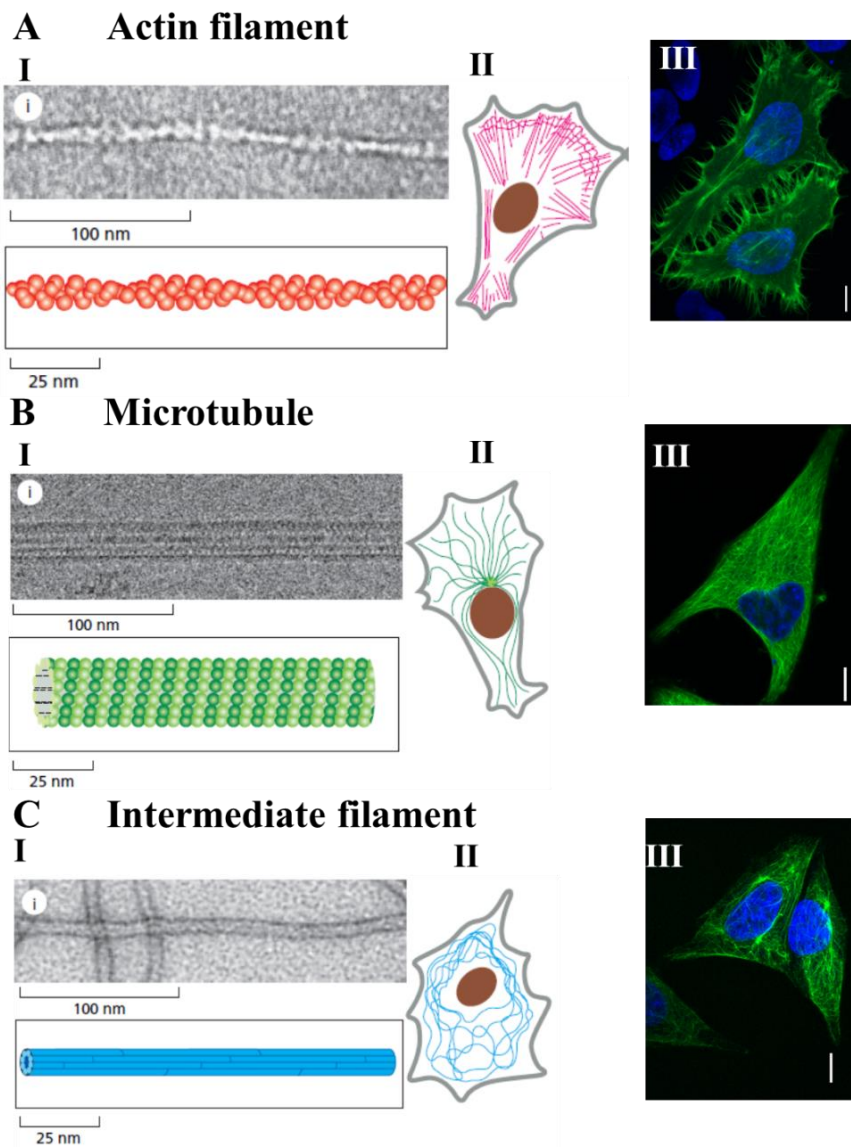 A Actin filament
I
II
III
i
100 nm
25 nm
B Microtubule
I
II
III
i
100 nm
25 nm
C Intermediate filament
I
II
III
i
100 nm
25 nm